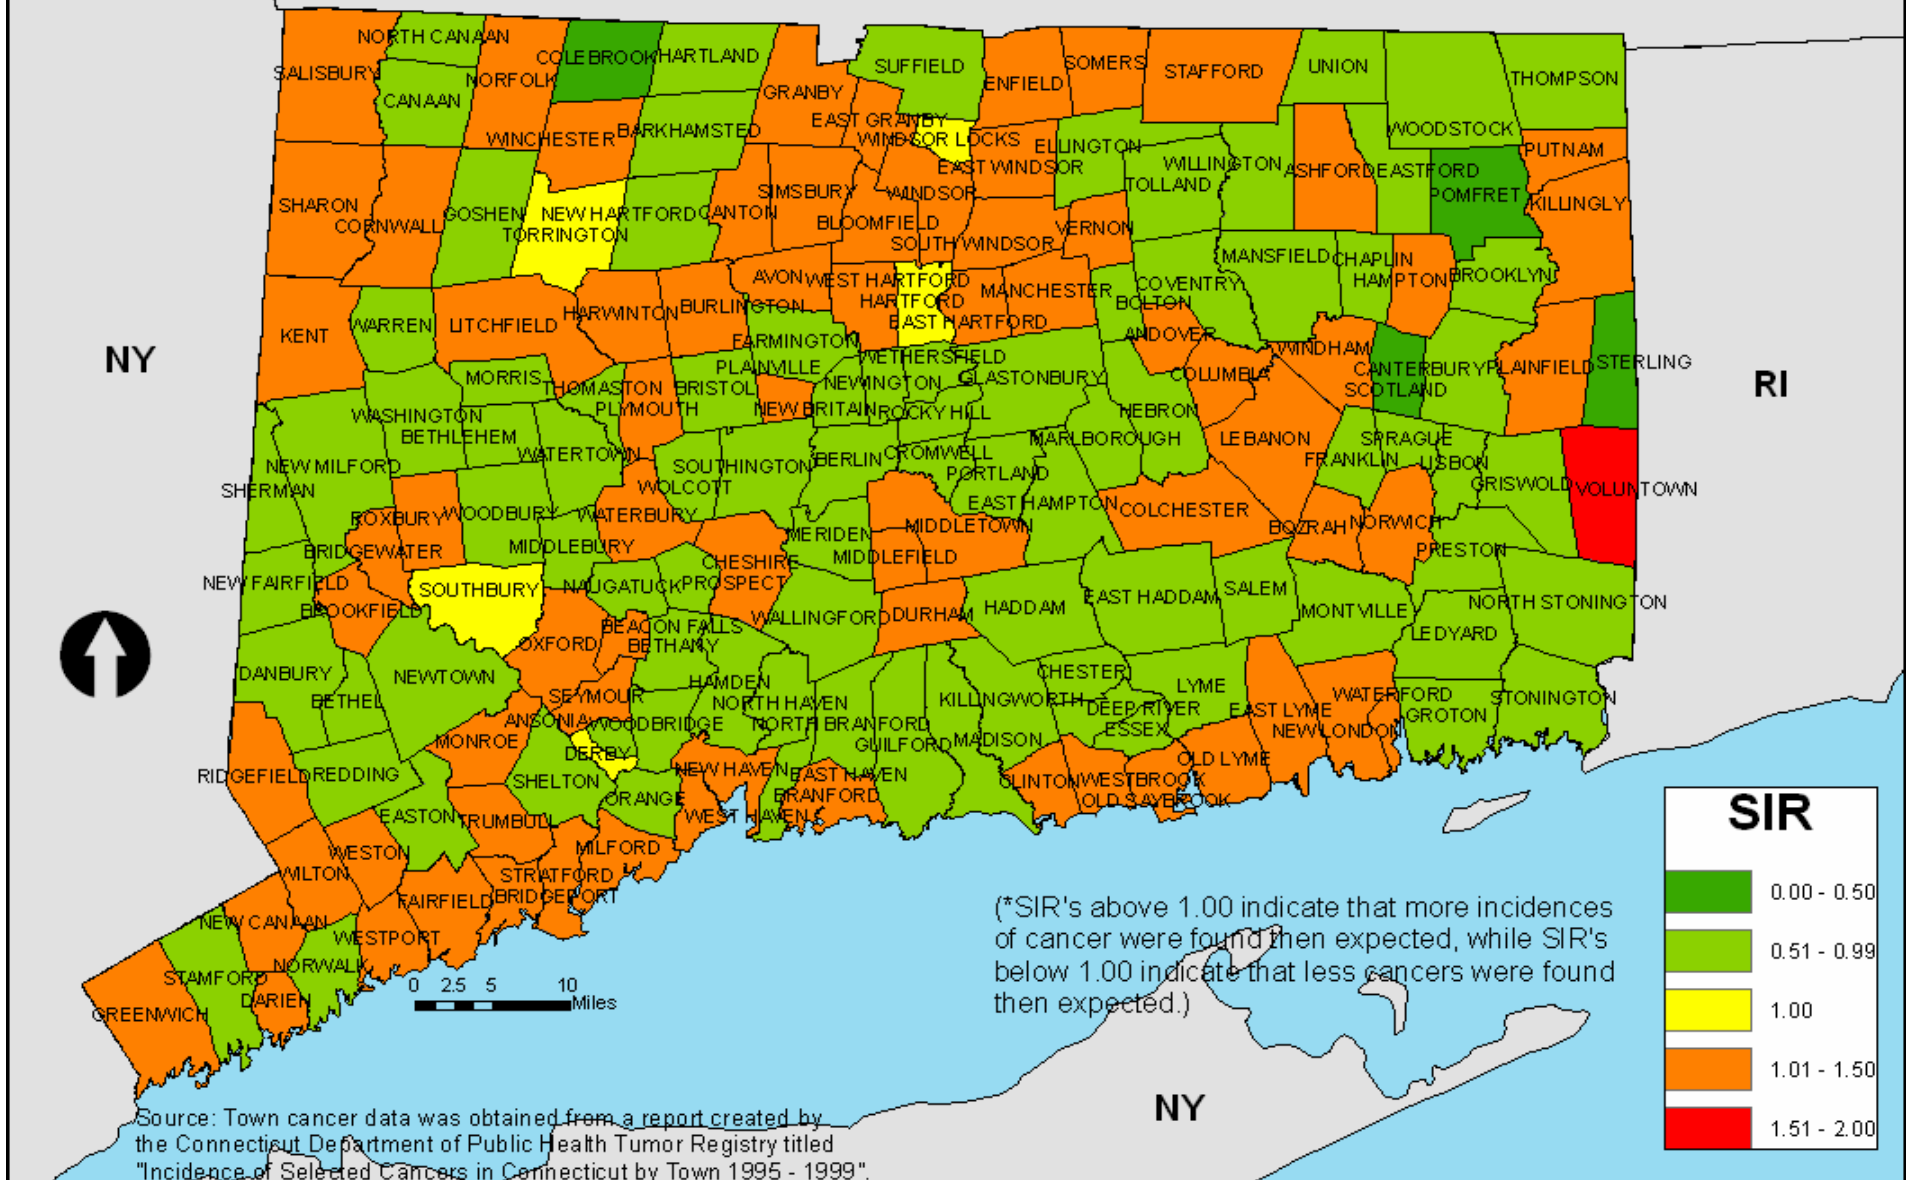 NORTH CANAAN
COLEBROOK
HARTLAND
SUFFIELD
SOMERS
UNION
SALISBURY
NORFOLK
ENFIELD
STAFFORD
THOMPSON
CANAAN
GRANBY
EAST GRANBY
WINCHESTER
BARKHAMSTED
WINDSOR LOCKS
ELLINGTON
WOODSTOCK
EAST WINDSOR
WILLINGTON
ASHFORD
EASTFORD
PUTNAM
SIMSBURY
WINDSOR
TOLLAND
POMFRET
SHARON
KILLINGLY
CORNWALL
GOSHEN
NEW HARTFORD
CANTON
BLOOMFIELD
VERNON
TORRINGTON
SOUTH WINDSOR
MANSFIELD
CHAPLIN
AVON
WEST HARTFORD
HAMPTON
BROOKLYN
MANCHESTER
COVENTRY
HARTFORD
BOLTON
KENT
WARREN
LITCHFIELD
HARWINTON
BURLINGTON
EAST HARTFORD
ANDOVER
FARMINGTON
WINDHAM
NY
WETHERSFIELD
PLAINVILLE
CANTERBURY
PLAINFIELD
STERLING
MORRIS
THOMASTON
BRISTOL
NEWINGTON
GLASTONBURY
COLUMBIA
SCOTLAND
RI
WASHINGTON
PLYMOUTH
NEW BRITAIN
ROCKY HILL
HEBRON
BETHLEHEM
MARLBOROUGH
LEBANON
SPRAGUE
WATERTOWN
NEW MILFORD
SOUTHINGTON
BERLIN
CROMWELL
FRANKLIN
LISBON
PORTLAND
SHERMAN
WOLCOTT
GRISWOLD
VOLUNTOWN
EAST HAMPTON
COLCHESTER
ROXBURY
WOODBURY
WATERBURY
MIDDLETOWN
BOZRAH
NORWICH
MERIDEN
BRIDGEWATER
MIDDLEBURY
CHESHIRE
MIDDLEFIELD
PRESTON
NEW FAIRFIELD
SOUTHBURY
NAUGATUCK
PROSPECT
BROOKFIELD
WALLINGFORD
DURHAM
HADDAM
EAST HADDAM
SALEM
MONTVILLE
NORTH STONINGTON
BEACON FALLS
OXFORD
BETHANY
LEDYARD
DANBURY
NEWTOWN
HAMDEN
CHESTER
LYME
BETHEL
SEYMOUR
NORTH HAVEN
KILLINGWORTH
DEEP RIVER
WATERFORD
STONINGTON
ANSONIA
WOODBRIDGE
NORTH BRANFORD
ESSEX
EAST LYME
GROTON
MONROE
DERBY
GUILFORD
MADISON
NEW LONDON
RIDGEFIELD
REDDING
SHELTON
NEW HAVEN
EAST HAVEN
CLINTON
WESTBROOK
OLD LYME
ORANGE
BRANFORD
OLD SAYBROOK
EASTON
TRUMBULL
WEST HAVEN
WESTON
MILFORD
WILTON
STRATFORD
FAIRFIELD
BRIDGEPORT
NEW CANAAN
WESTPORT
STAMFORD
NORWALK
DARIEN
GREENWICH
0 2.5 5 10
Miles
(*SIR's above 1.00 indicate that more incidences
of cancer were found then expected, while SIR's
below 1.00 indicate that less cancers were found
then expected.)
SIR
0.00 - 0.50
0.51 - 0.99
1.00
1.01 - 1.50
1.51 - 2.00
NY
Source: Town cancer data was obtained from a report created by
the Connecticut Department of Public Health Tumor Registry titled
"Incidence of Selected Cancers in Connecticut by Town 1995 - 1999".